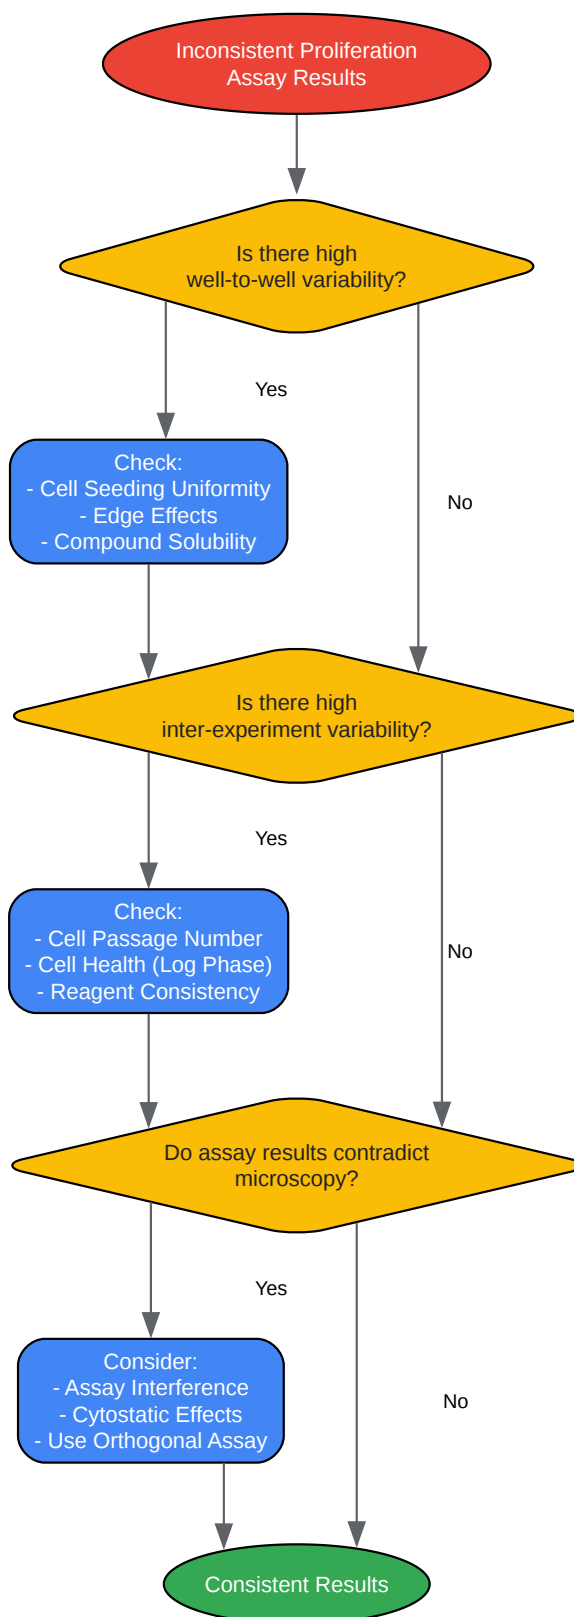 Inconsistent Proliferation
Assay Results
Is there high
well-to-well variability?
Yes
Check:
- Cell Seeding Uniformity
- Edge Effects
- Compound Solubility
No
Is there high
inter-experiment variability?
Yes
Check:
- Cell Passage Number
- Cell Health (Log Phase)
- Reagent Consistency
No
Do assay results contradict
microscopy?
Yes
Consider:
- Assay Interference
- Cytostatic Effects
- Use Orthogonal Assay
No
Consistent Results